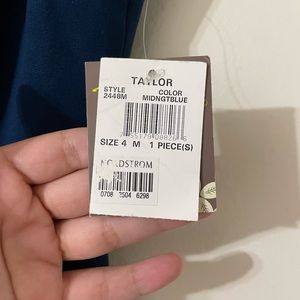 TAYLOR
STYLE COLOR
2448M MIDNGTBLUE
SIZE 4 M 1 PIECE(S)
NORDSTROM
0708 2504 6298